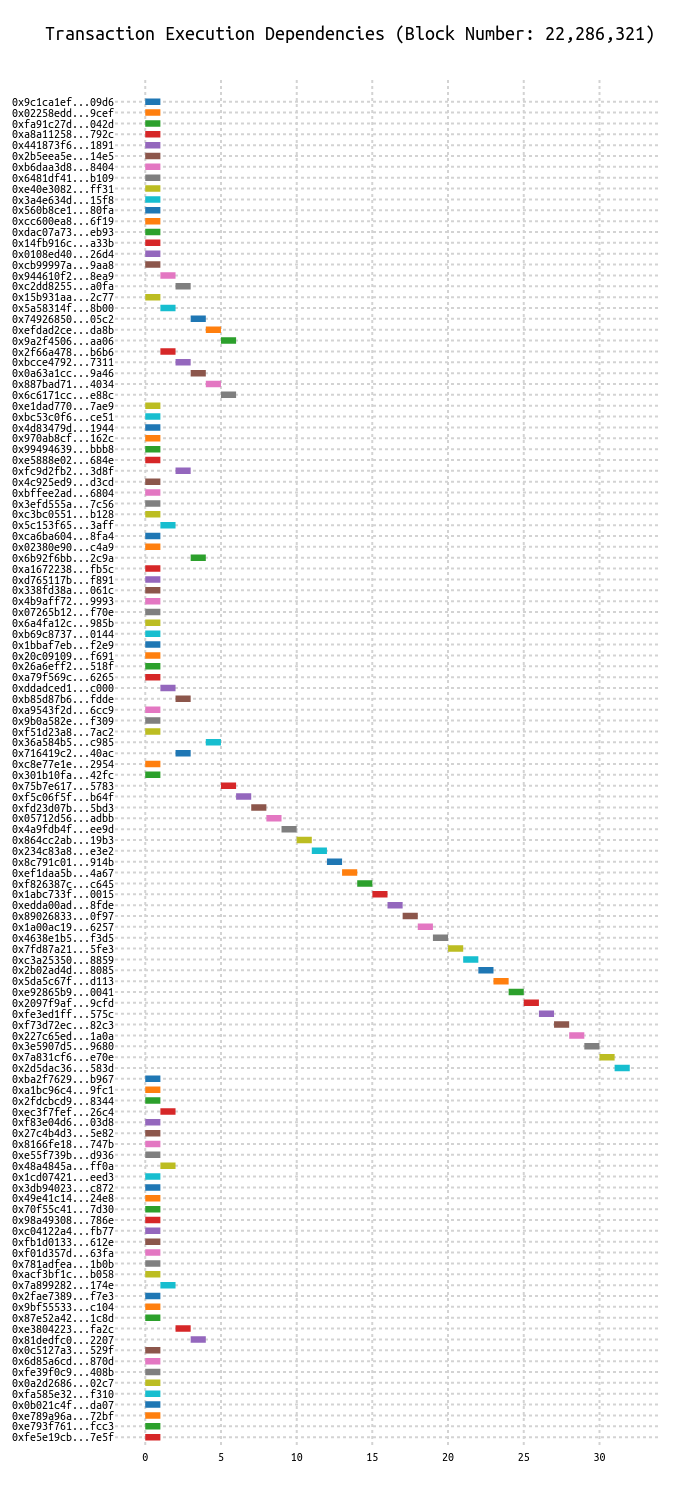 Transaction Execution Dependencies (Block Number: 22,286,321)
0x9c1ca1ef...09d6
0x02258edd...9cef
0xfa91c27d...042d
0xa8a11258...792c
0x441873f6...1891
0x2b5eea5e...14e5
0xb6daa3d8...8404
0x6481df41...b109
0xe40e3082...ff31
0x3a4e634d...15f8
0x560b8ce1...80fa
0xcc600ea8...6f19
0xdac07a73...eb93
0x14fb916c...a33b
0x0108ed40...26d4
0xcb99997a...9aa8
0x944610f2...8ea9
0xc2dd8255...a0fa
0x15b931aa...2c77
0x5a58314f...8b00
0x74926850...05c2
0xefdad2ce...da8b
0x9a2f4506...aa06
0x2f66a478...b6b6
0xbcce4792...7311
0x0a63a1cc...9a46
0x887bad71...4034
0x6c6171cc...e88c
0xe1dad770...7ae9
0xbc53c0f6...ce51
0x4d83479d...1944
0x970ab8cf...162c
0x99494639...bbb8
0xe5888e02...684e
0xfc9d2fb2...3d8f
0x4c925ed9...d3cd
0xbffee2ad...6804
0x3efd555a...7c56
0xc3bc0551...b128
0x5c153f65...3aff
0xca6ba604...8fa4
0x02380e90...c4a9
0x6b92f6bb...2c9a
0xa1672238...fb5c
0xd765117b...f891
0x338fd38a...061c
0x4b9aff72...9993
0x07265b12...f70e
0x6a4fa12c...985b
0xb69c8737...0144
0x1bbaf7eb...f2e9
0x20c09109...f691
0x26a6eff2...518f
0xa79f569c...6265
0xddadced1...c000
0xb85d87b6...fdde
0xa9543f2d...6cc9
0x9b0a582e...f309
0xf51d23a8...7ac2
0x36a584b5...c985
0x716419c2...40ac
0xc8e77e1e...2954
0x301b10fa...42fc
0x75b7e617...5783
0xf5c06f5f...b64f
0xfd23d07b...5bd3
0x05712d56...adbb
0x4a9fdb4f...ee9d
0x864cc2ab...19b3
0x234c83a8...e3e2
0x8c791c01...914b
0xef1daa5b...4a67
0xf826387c...c645
0x1abc733f...0015
0xedda00ad...8fde
0x89026833...0f97
0x1a00ac19...6257
0x4638e1b5...f3d5
0x7fd87a21...5fe3
0xc3a25350...8859
0x2b02ad4d...8085
0x5da5c67f...d113
0xe92865b9...0041
0x2097f9af...9cfd
0xfe3ed1ff...575c
0xf73d72ec...82c3
0x227c65ed...1a0a
0x3e5907d5...9680
0x7a831cf6...e70e
0x2d5dac36...583d
0xba2f7629...b967
0xa1bc96c4...9fc1
0x2fdcbcd9...8344
0xec3f7fef...26c4
0xf83e04d6...03d8
0x27c4b4d3...5e82
0x8166fe18...747b
0xe55f739b...d936
0x48a4845a...ff0a
0x1cd07421...eed3
0x3db94023...c872
0x49e41c14...24e8
0x70f55c41...7d30
0x98a49308...786e
0xc04122a4...fb77
0xfb1d0133...612e
0xf01d357d...63fa
0x781adfea...1b0b
0xacf3bf1c...b058
0x7a899282...174e
0x2fae7389...f7e3
0x9bf55533...c104
0x87e52a42...1c8d
0xe3804223...fa2c
0x81dedfc0...2207
0x0c5127a3...529f
0x6d85a6cd...870d
0xfe39f0c9...408b
0x0a2d2686...02c7
0xfa585e32...f310
0x0b021c4f...da07
0xe789a96a...72bf
0xe793f761...fcc3
0xfe5e19cb...7e5f
0 5 10 15 20 25 30